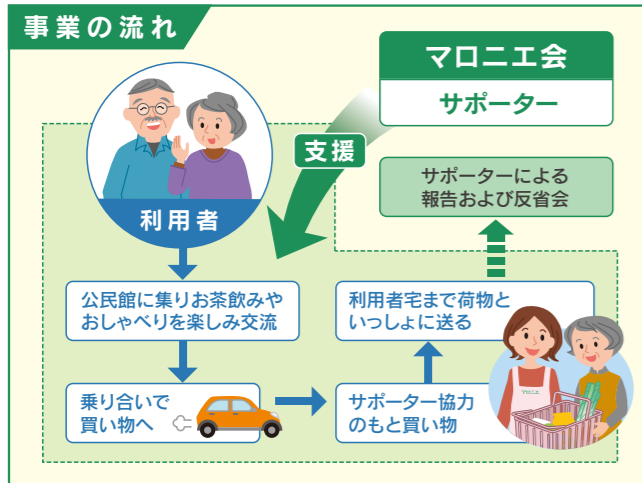 事業の流れ
マロニエ会
サポーター
支援
利用者
サポーターによる
報告および反省会
公民館に集りお茶飲みや
おしゃべりを楽しみ交流
利用者宅まで荷物と
いっしょに送る
乗り合いで
買い物へ
サポーター協力
のもと買い物
マロニエ